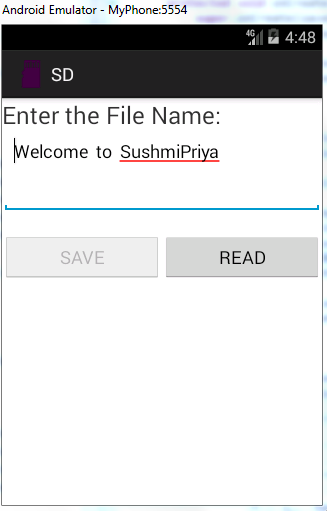 Android Emulator - MyPhone:5554
4G 4:48
SD
Enter the File Name:
Welcome to SushmiPriya
SAVE READ